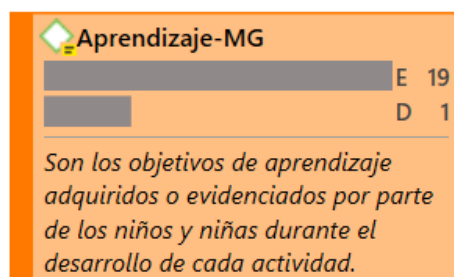 Aprendizaje-MG
E 19
D 1
Son los objetivos de aprendizaje
adquiridos o evidenciados por parte
de los niños y niñas durante el
desarrollo de cada actividad.